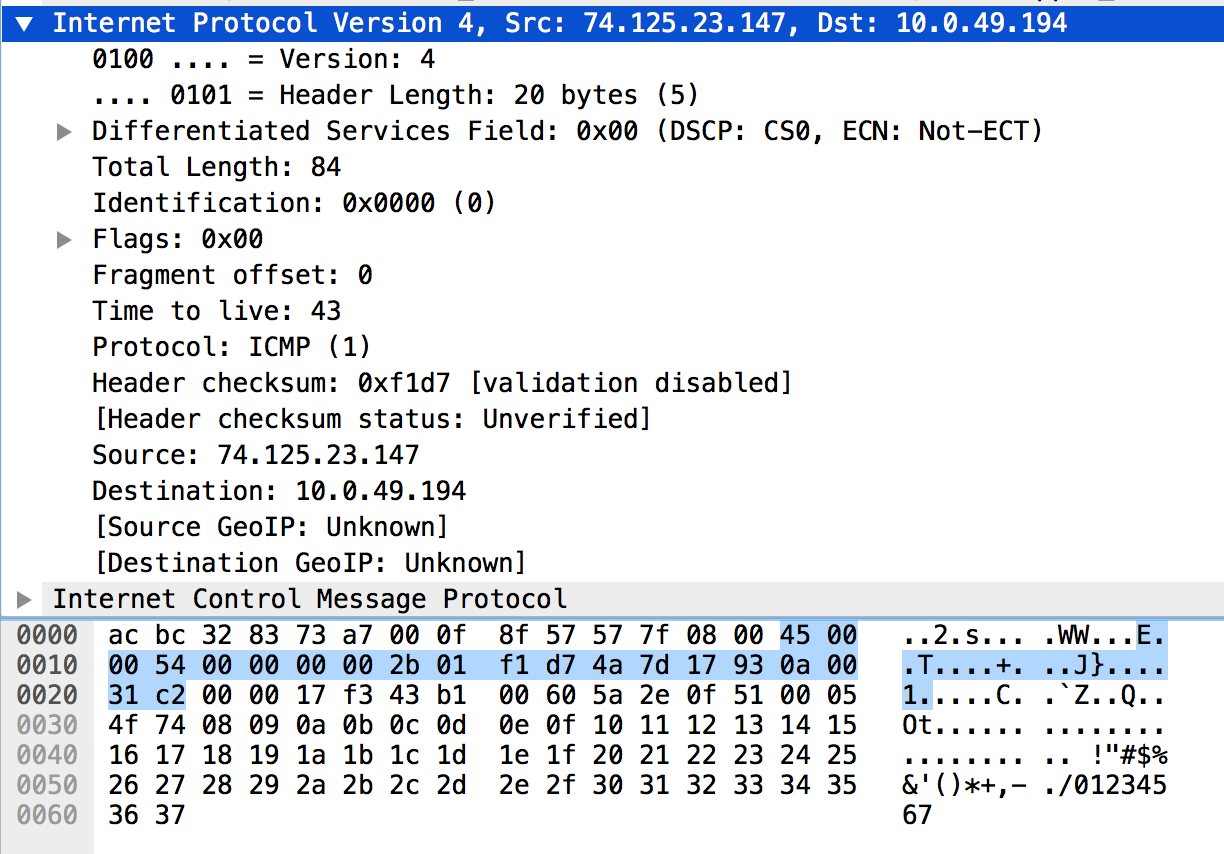 Internet Protocol Version 4, Src: 74.125.23.147, Dst: 10.0.49.194
0100 .... = Version: 4
.... 0101 = Header Length: 20 bytes (5)
Differentiated Services Field: 0x00 (DSCP: CS0, ECN: Not-ECT)
Total Length: 84
Identification: 0x0000 (0)
Flags: 0x00
Fragment offset: 0
Time to live: 43
Protocol: ICMP (1)
Header checksum: 0xf1d7 [validation disabled]
[Header checksum status: Unverified]
Source: 74.125.23.147
Destination: 10.0.49.194
[Source GeoIP: Unknown]
[Destination GeoIP: Unknown]
Internet Control Message Protocol
0000 ac bc 32 83 73 a7 00 0f 8f 57 57 7f 08 00 45 00 ..2.s... .WW...E.
0010 00 54 00 00 00 00 2b 01 f1 d7 4a 7d 17 93 0a 00 .T....+. ..J}....
0020 31 c2 00 00 17 f3 43 b1 00 60 5a 2e 0f 51 00 05 1.....C. .`Z..Q..
0030 4f 74 08 09 0a 0b 0c 0d 0e 0f 10 11 12 13 14 15 Ot...... ........
0040 16 17 18 19 1a 1b 1c 1d 1e 1f 20 21 22 23 24 25 ........ .. !"#$%
0050 26 27 28 29 2a 2b 2c 2d 2e 2f 30 31 32 33 34 35 &'()*+,- ./012345
0060 36 37 67